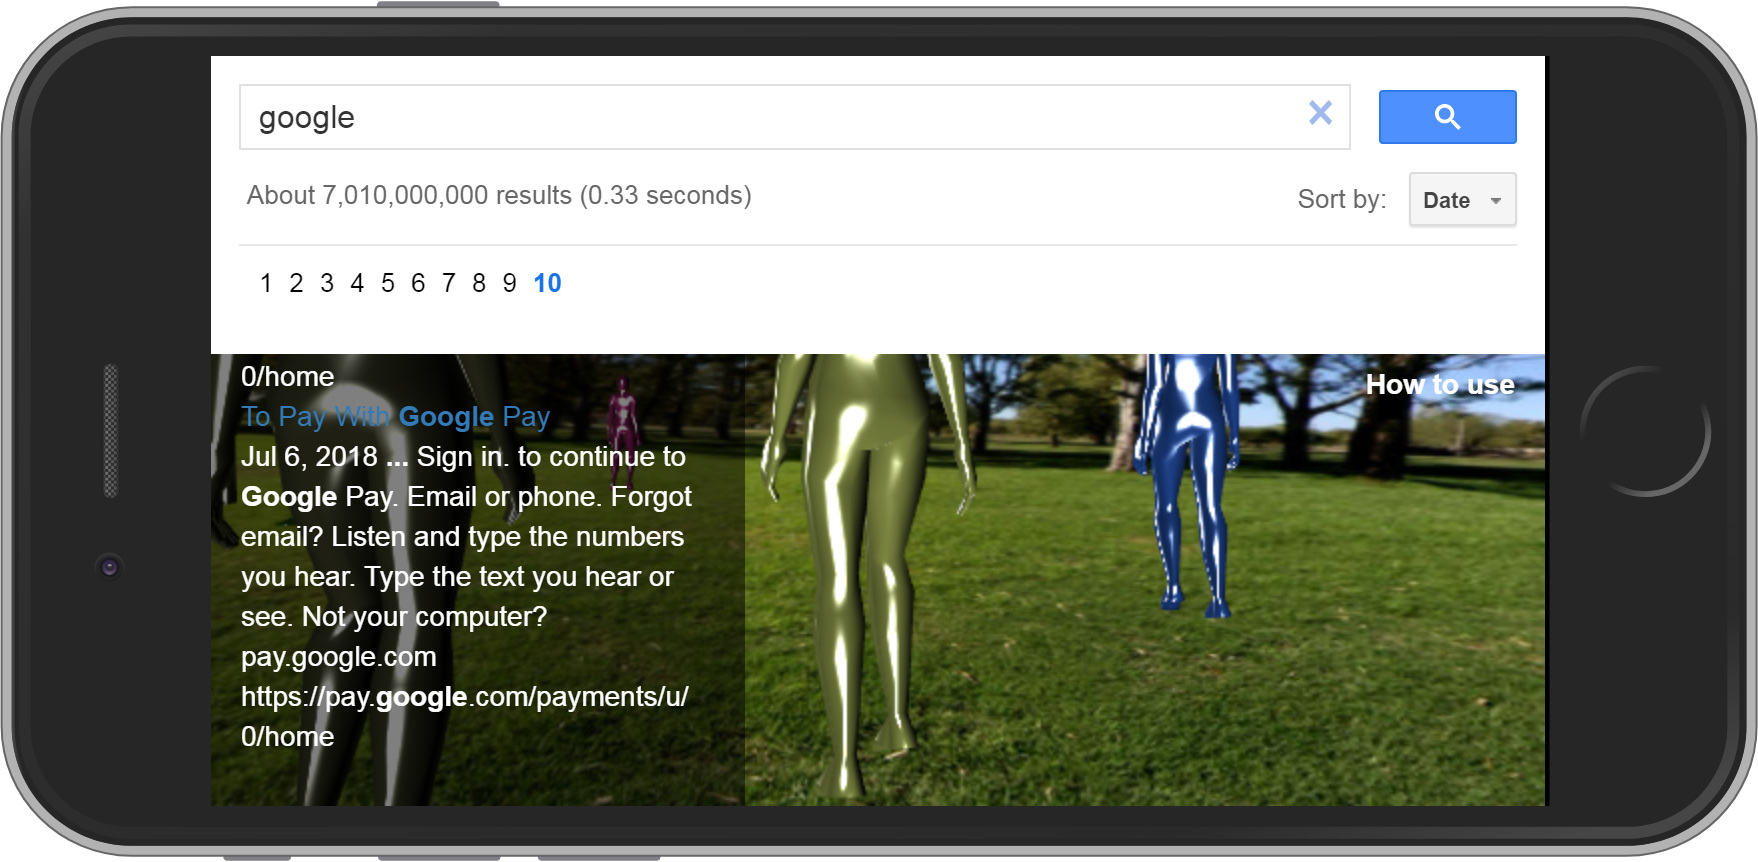 google
About 7,010,000,000 results (0.33 seconds)
Sort by: Date
1 2 3 4 5 6 7 8 9 10
0/home
How to use
To Pay With Google Pay
Jul 6, 2018 ... Sign in. to continue to
Google Pay. Email or phone. Forgot
email? Listen and type the numbers
you hear. Type the text you hear or
see. Not your computer?
pay.google.com
https://pay.google.com/payments/u/
0/home